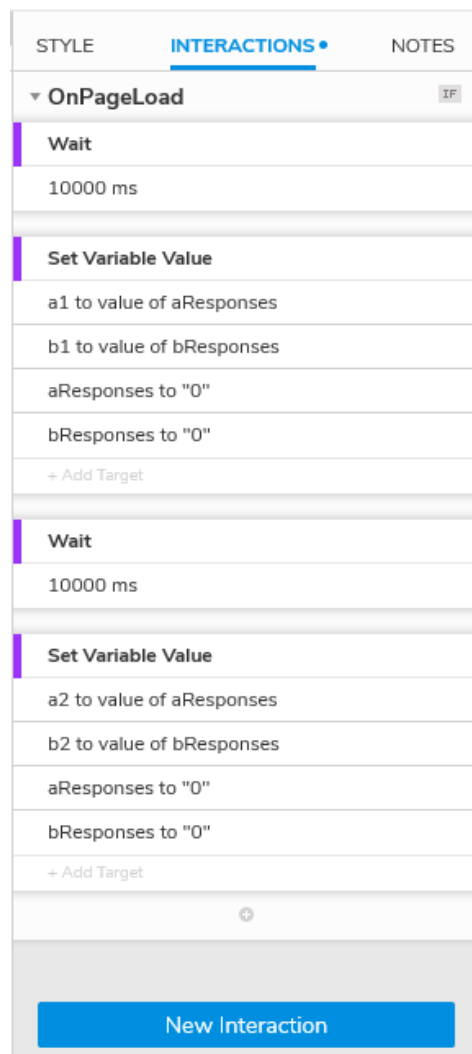 STYLE INTERACTIONS NOTES
OnPageLoad IF
Wait
10000 ms
Set Variable Value
a1 to value of aResponses
b1 to value of bResponses
aResponses to "0"
bResponses to "0"
+ Add Target
Wait
10000 ms
Set Variable Value
a2 to value of aResponses
b2 to value of bResponses
aResponses to "0"
bResponses to "0"
+ Add Target
New Interaction